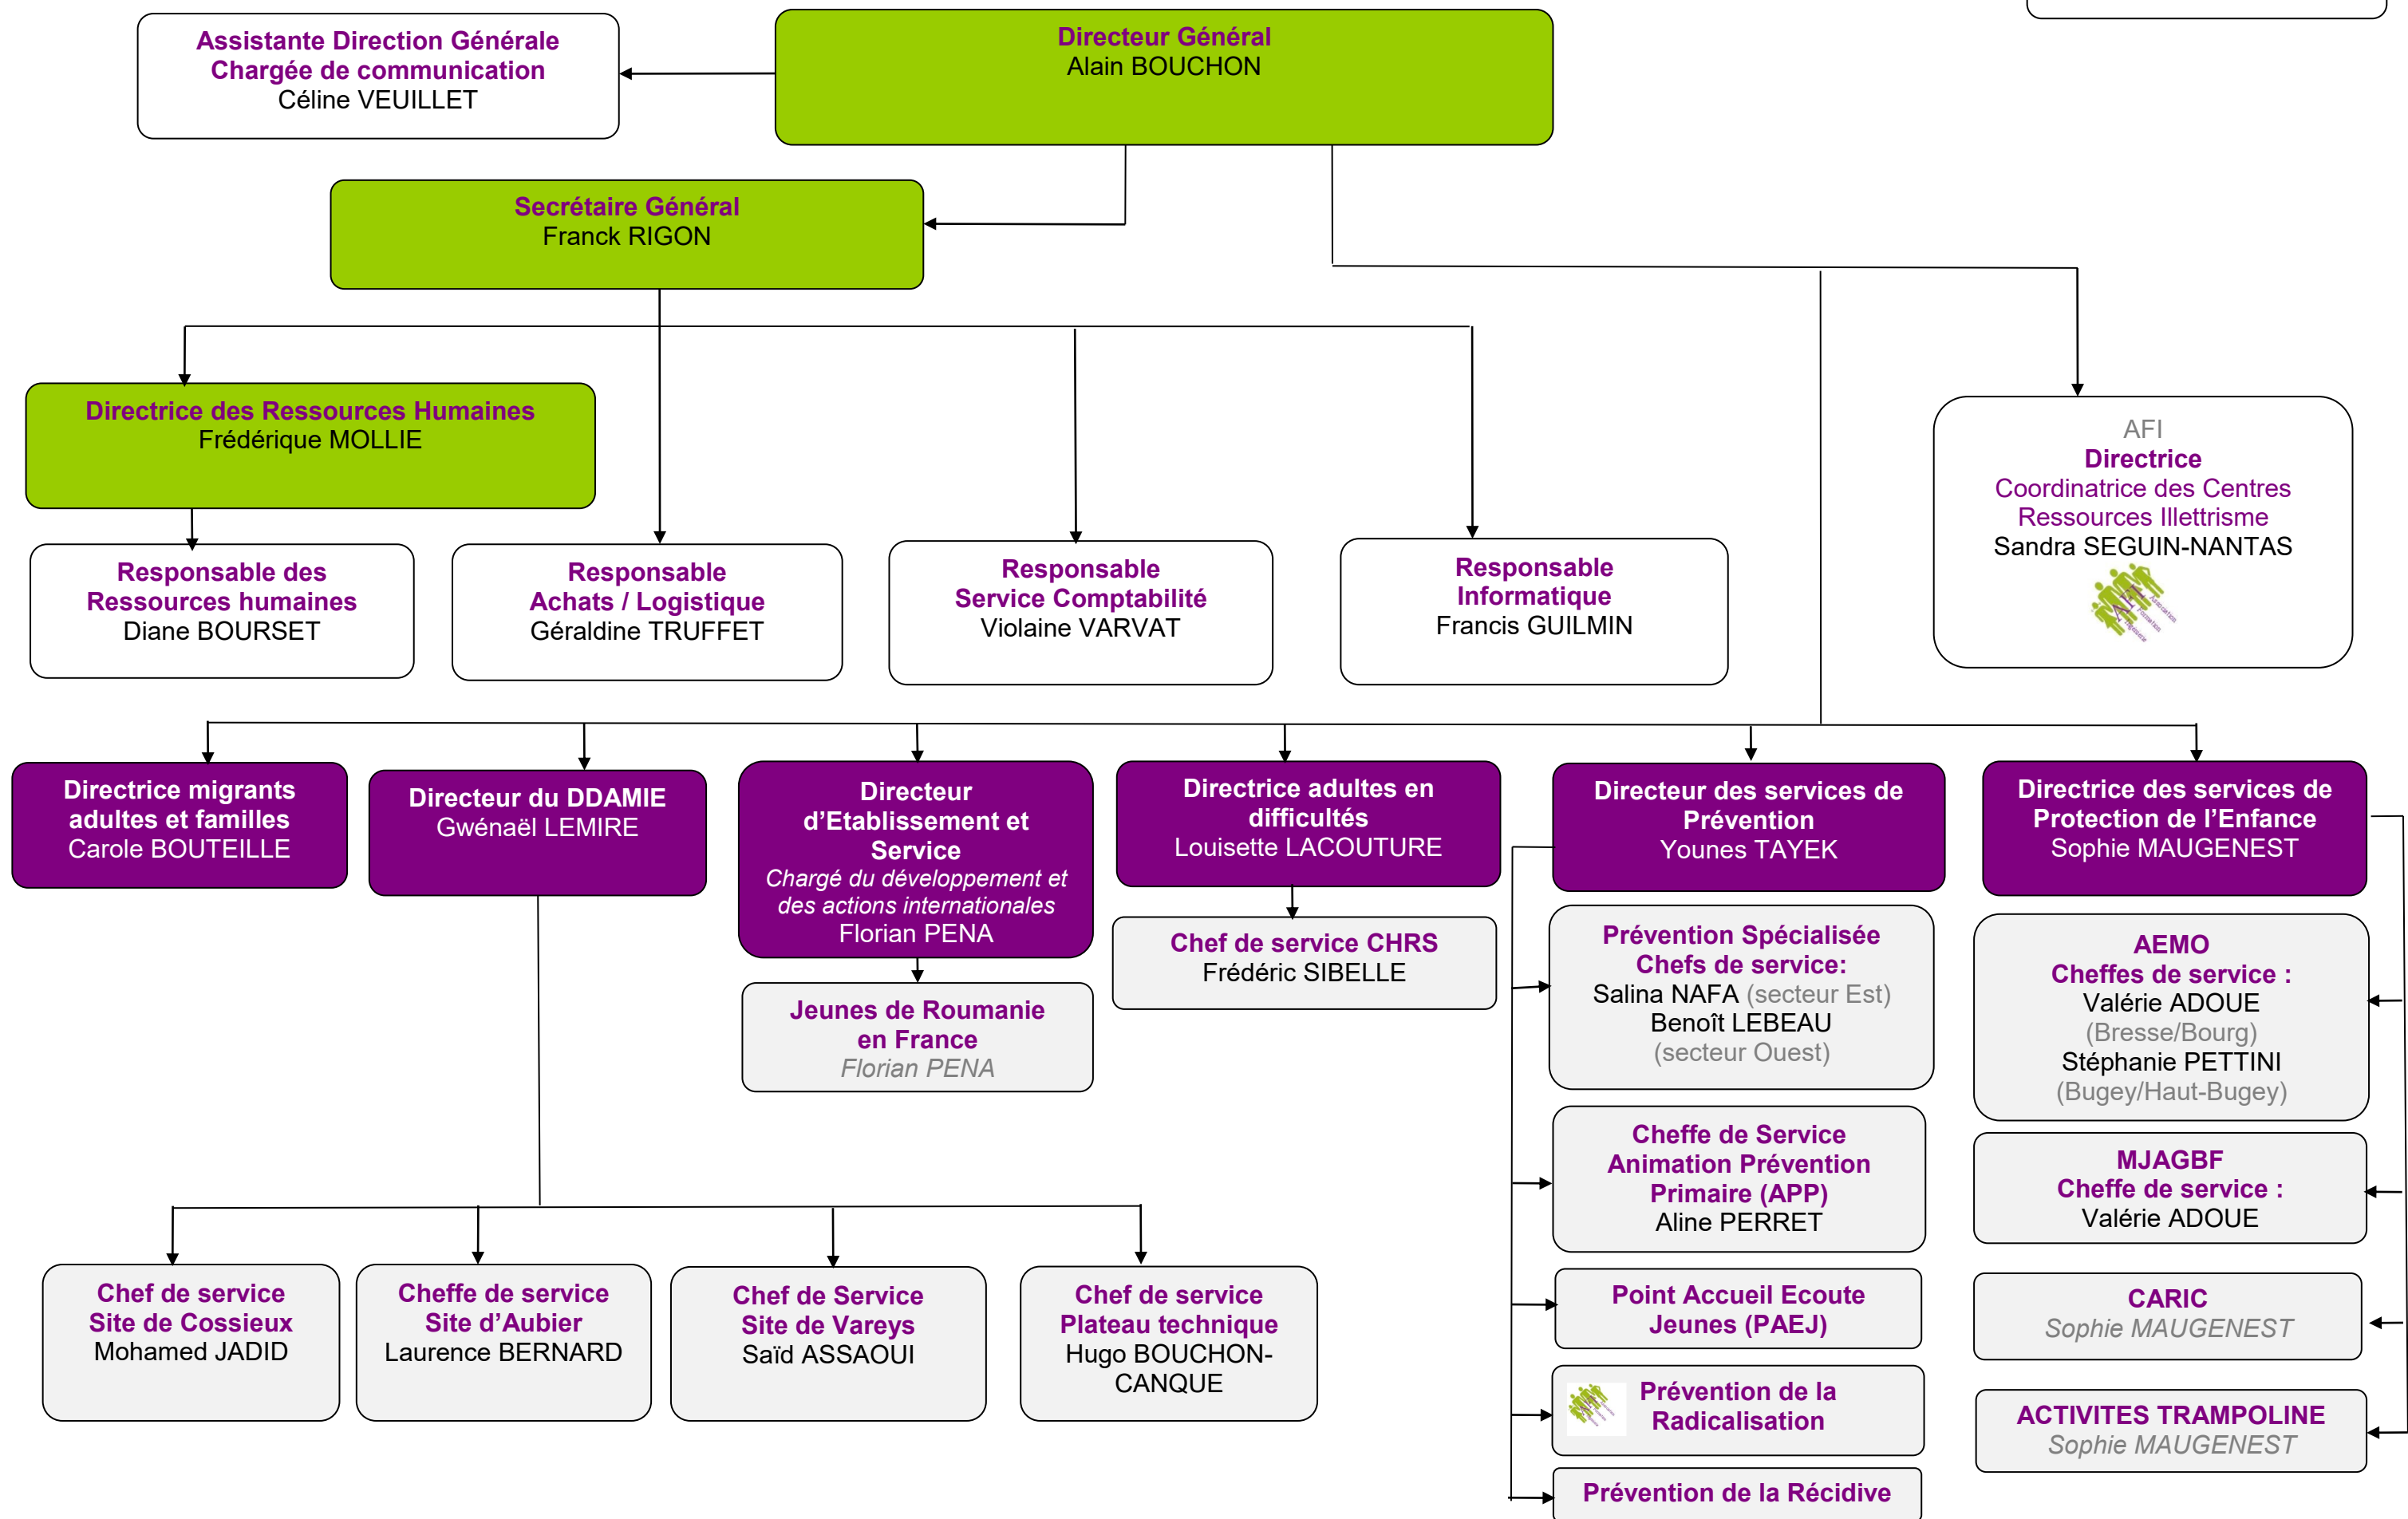 Assistante Direction Générale
Chargée de communication
Céline VEUILLET
Directeur Général
Alain BOUCHON
Secrétaire Général
Franck RIGON
Directrice des Ressources Humaines
Frédérique MOLLIE
AFI
Directrice
Coordinatrice des Centres
Ressources Illettrisme
Sandra SEGUIN-NANTAS
AFI
Association
Formation
Ingénierie
Responsable des
Ressources humaines
Diane BOURSET
Responsable
Achats / Logistique
Géraldine TRUFFET
Responsable
Service Comptabilité
Violaine VARVAT
Responsable
Informatique
Francis GUILMIN
Directrice migrants
adultes et familles
Carole BOUTEILLE
Directeur du DDAMIE
Gwénaël LEMIRE
Directeur
d’Etablissement et
Service
Chargé du développement et
des actions internationales
Florian PENA
Directrice adultes en
difficultés
Louisette LACOUTURE
Directeur des services de
Prévention
Younes TAYEK
Directrice des services de
Protection de l’Enfance
Sophie MAUGENEST
Jeunes de Roumanie
en France
Florian PENA
Chef de service CHRS
Frédéric SIBELLE
Prévention Spécialisée
Chefs de service:
Salina NAFA (secteur Est)
Benoît LEBEAU
(secteur Ouest)
AEMO
Cheffes de service :
Valérie ADOUE
(Bresse/Bourg)
Stéphanie PETTINI
(Bugey/Haut-Bugey)
Cheffe de Service
Animation Prévention
Primaire (APP)
Aline PERRET
MJAGBF
Cheffe de service :
Valérie ADOUE
Chef de service
Site de Cossieux
Mohamed JADID
Cheffe de service
Site d’Aubier
Laurence BERNARD
Chef de Service
Site de Vareys
Saïd ASSAOUI
Chef de service
Plateau technique
Hugo BOUCHON-
CANQUE
Point Accueil Ecoute
Jeunes (PAEJ)
CARIC
Sophie MAUGENEST
Prévention de la
Radicalisation
ACTIVITES TRAMPOLINE
Sophie MAUGENEST
Prévention de la Récidive